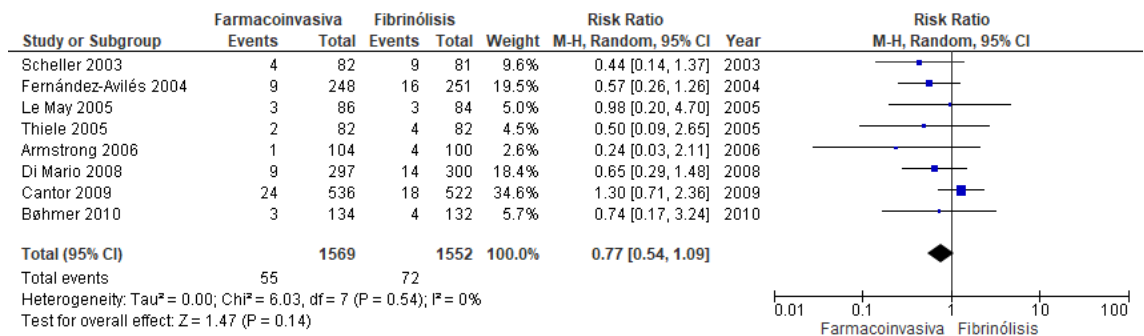 Farmacoinvasiva Fibrinólisis Risk Ratio Risk Ratio
Study or Subgroup Events Total Events Total Weight M-H, Random, 95% CI Year M-H, Random, 95% CI
Scheller 2003 4 82 9 81 9.6% 0.44 [0.14, 1.37] 2003
Fernández-Avilés 2004 9 248 16 251 19.5% 0.57 [0.26, 1.26] 2004
Le May 2005 3 86 3 84 5.0% 0.98 [0.20, 4.70] 2005
Thiele 2005 2 82 4 82 4.5% 0.50 [0.09, 2.65] 2005
Armstrong 2006 1 104 4 100 2.6% 0.24 [0.03, 2.11] 2006
Di Mario 2008 9 297 14 300 18.4% 0.65 [0.29, 1.48] 2008
Cantor 2009 24 536 18 522 34.6% 1.30 [0.71, 2.36] 2009
Bøhmer 2010 3 134 4 132 5.7% 0.74 [0.17, 3.24] 2010
Total (95% CI) 1569 1552 100.0% 0.77 [0.54, 1.09]
Total events 55 72
Heterogeneity: Tau² = 0.00; Chi² = 6.03, df = 7 (P = 0.54); I² = 0%
Test for overall effect: Z = 1.47 (P = 0.14)
0.01 0.1 1 10 100
Farmacoinvasiva Fibrinólisis